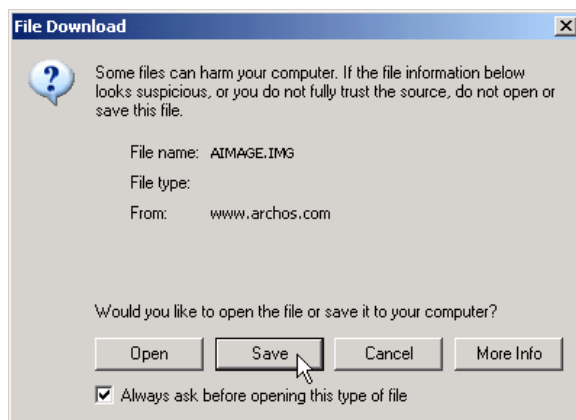 File Download
Some files can harm your computer. If the file information below
looks suspicious, or you do not fully trust the source, do not open or
save this file.
File name: AIMAGE.IMG
File type:
From: www.archos.com
Would you like to open the file or save it to your computer?
Open Save Cancel More Info
Always ask before opening this type of file